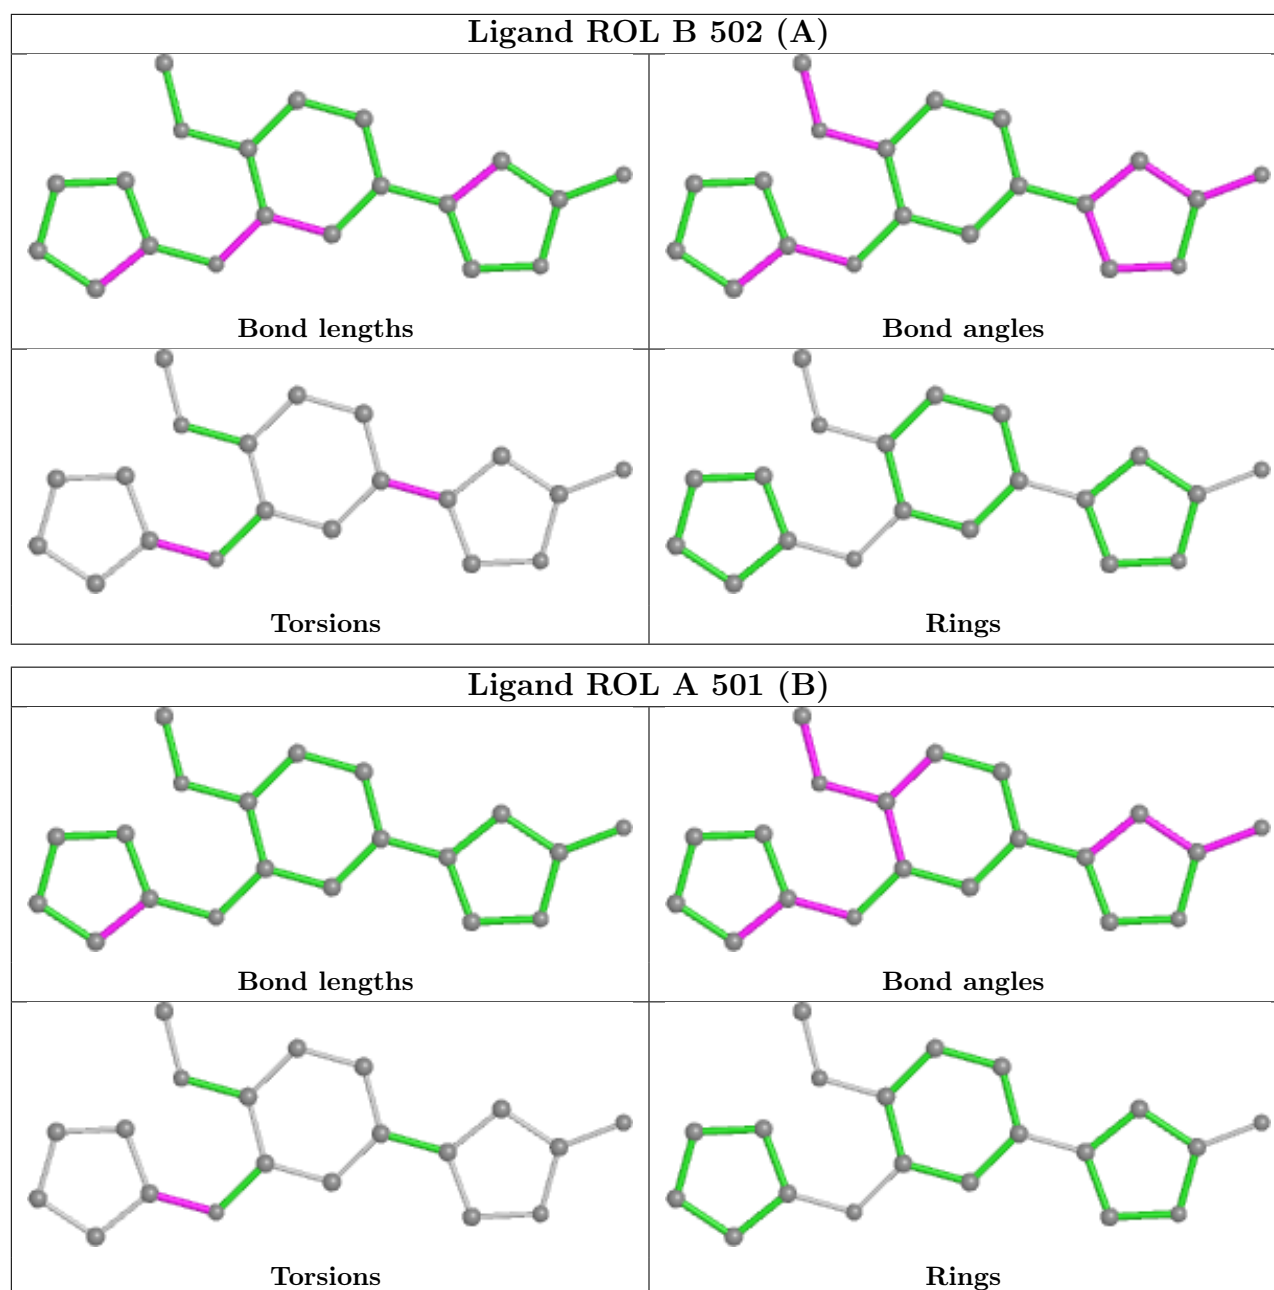 Ligand ROL B 502 (A)
Bond lengths
Bond angles
Torsions
Rings
Ligand ROL A 501 (B)
Bond lengths
Bond angles
Torsions
Rings